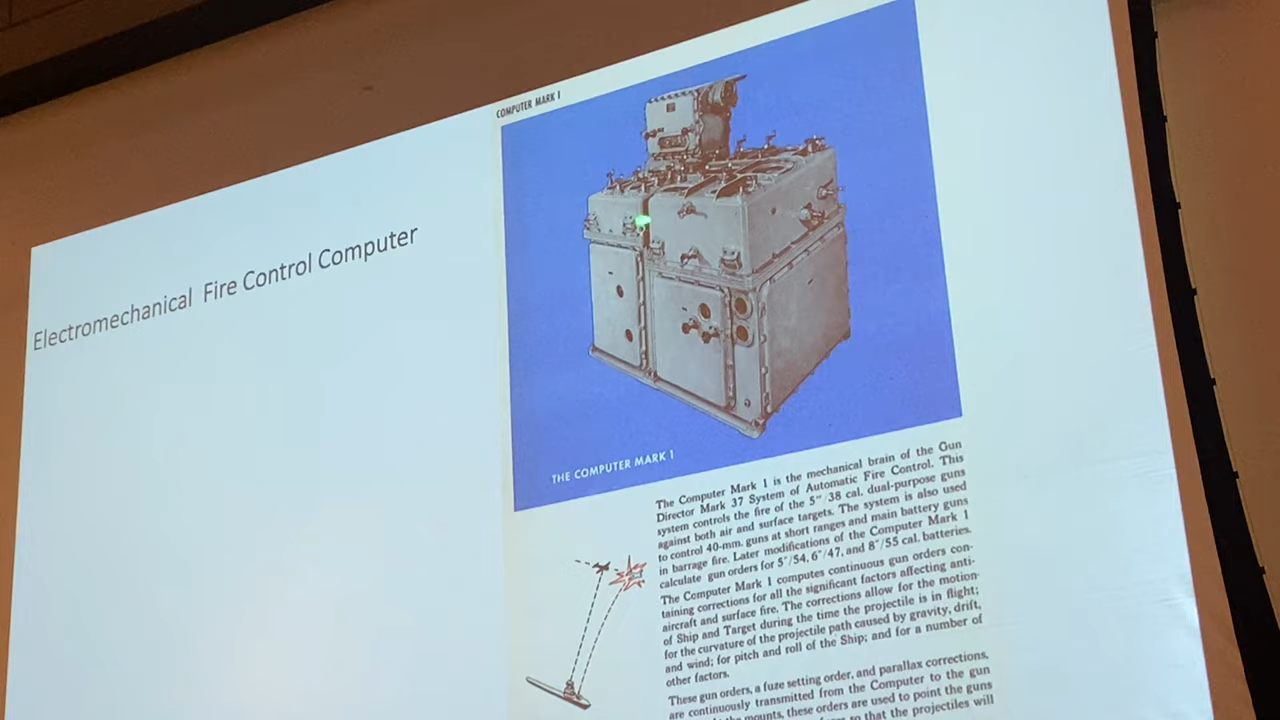 Electromechanical Fire Control Computer
COMPUTER MARK I
THE COMPUTER MARK 1
The Computer Mark 1 is the mechanical brain of the Gun
Director Mark 37 System of Automatic Fire Control. This
system controls the fire of the 5" 38 cal. dual-purpose guns
against both air and surface targets. The system is also used
to control 40-mm. guns at short ranges and main battery guns
in barrage fire. Later modifications of the Computer Mark 1
calculate gun orders for 5"/54, 6"/47, and 8"/55 cal. batteries.
The Computer Mark 1 computes continuous gun orders con-
taining corrections for all the significant factors affecting anti-
aircraft and surface fire. The corrections allow for the motion
of Ship and Target during the time the projectile is in flight;
for the curvature of the projectile path caused by gravity, drift,
and wind; for pitch and roll of the Ship; and for a number of
other factors.
These gun orders, a fuze setting order, and parallax corrections,
are continuously transmitted from the Computer to the gun
mounts, these orders are used to point the guns
so that the projectiles will